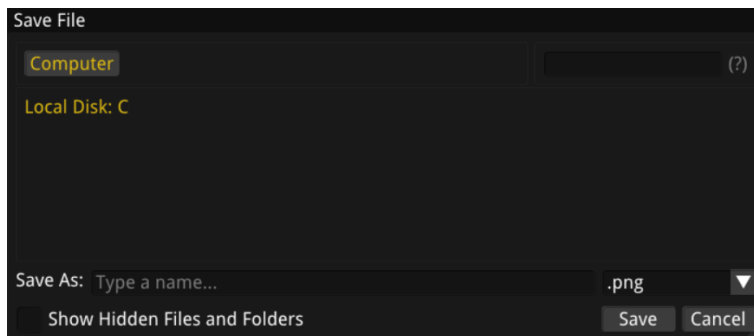 Save File
Computer
(?)
Local Disk: C
Save As: Type a name... .png
Show Hidden Files and Folders Save Cancel